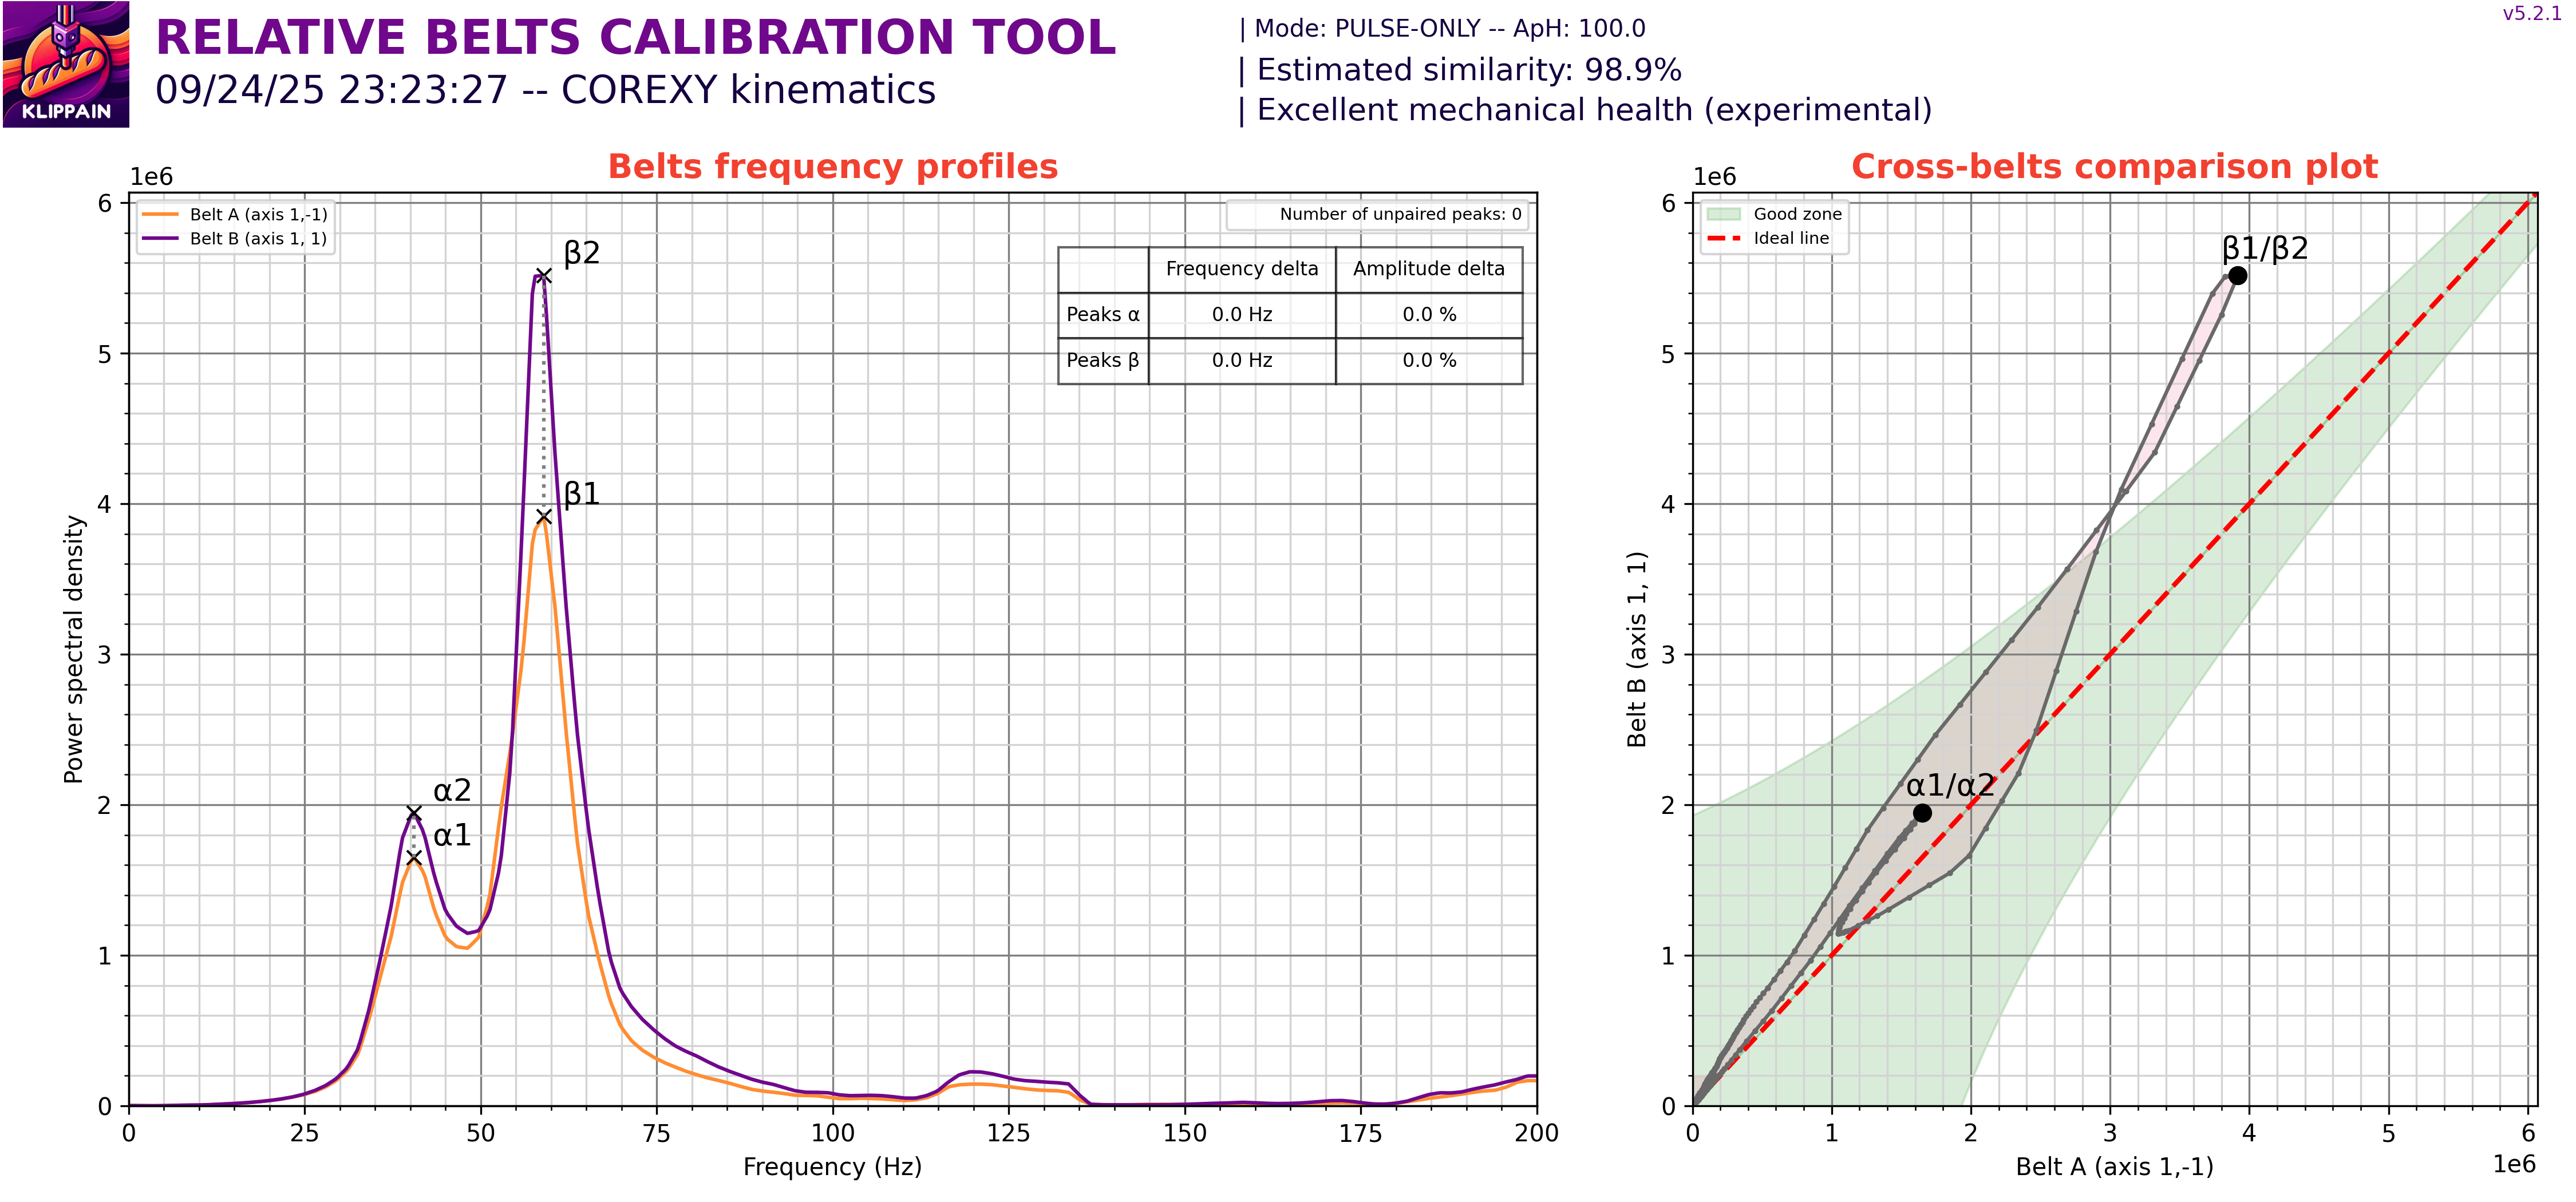 v5.2.1
KLIPPAIN
RELATIVE BELTS CALIBRATION TOOL
09/24/25 23:23:27 -- COREXY kinematics
| Mode: PULSE-ONLY -- ApH: 100.0
| Estimated similarity: 98.9%
| Excellent mechanical health (experimental)
Belts frequency profiles
1e6
Belt A (axis 1,-1)
Belt B (axis 1, 1)
Number of unpaired peaks: 0
Frequency delta Amplitude delta
Peaks α 0.0 Hz 0.0 %
Peaks β 0.0 Hz 0.0 %
β2
β1
α2
α1
6
5
4
3
2
1
0
Power spectral density
0 25 50 75 100 125 150 175 200
Frequency (Hz)
Cross-belts comparison plot
1e6
Good zone
Ideal line
β1/β2
α1/α2
6
5
4
3
2
1
0
Belt B (axis 1, 1)
0 1 2 3 4 5 6
Belt A (axis 1,-1)
1e6